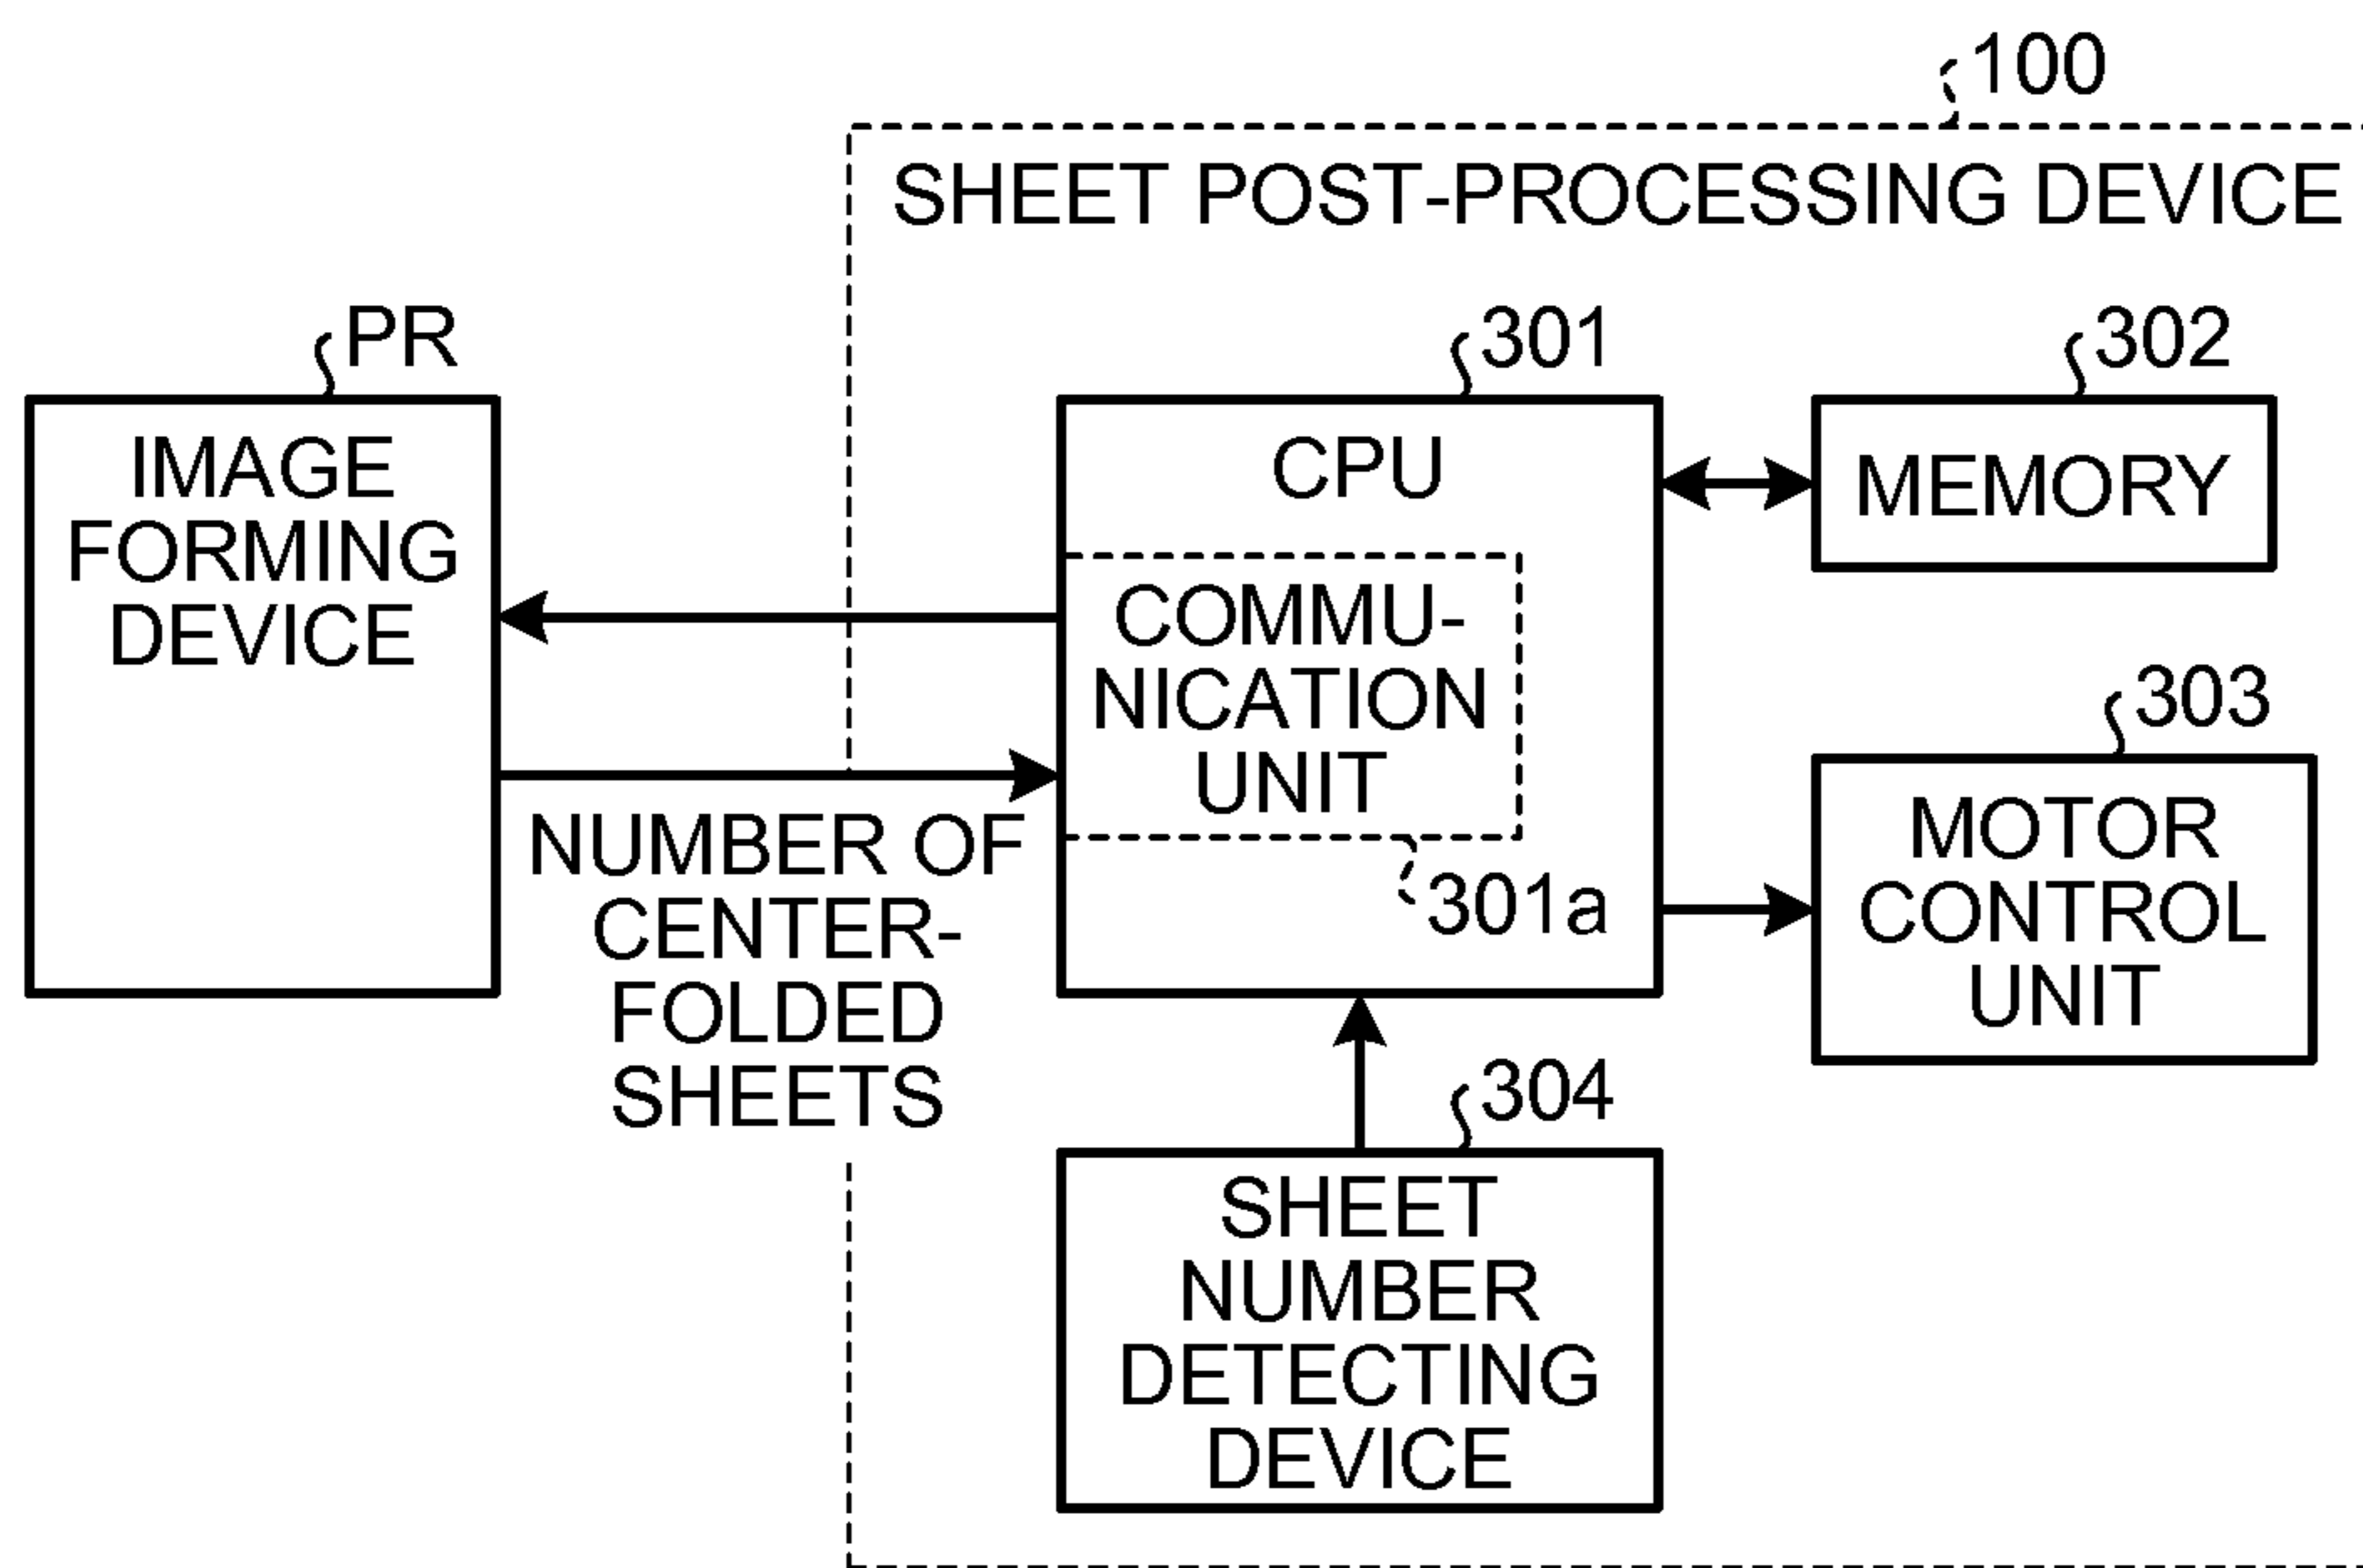 100
SHEET POST-PROCESSING DEVICE
PR
IMAGE
FORMING
DEVICE
301
CPU
COMMU-
NICATION
UNIT
301a
302
MEMORY
303
MOTOR
CONTROL
UNIT
NUMBER OF
CENTER-
FOLDED
SHEETS
304
SHEET
NUMBER
DETECTING
DEVICE